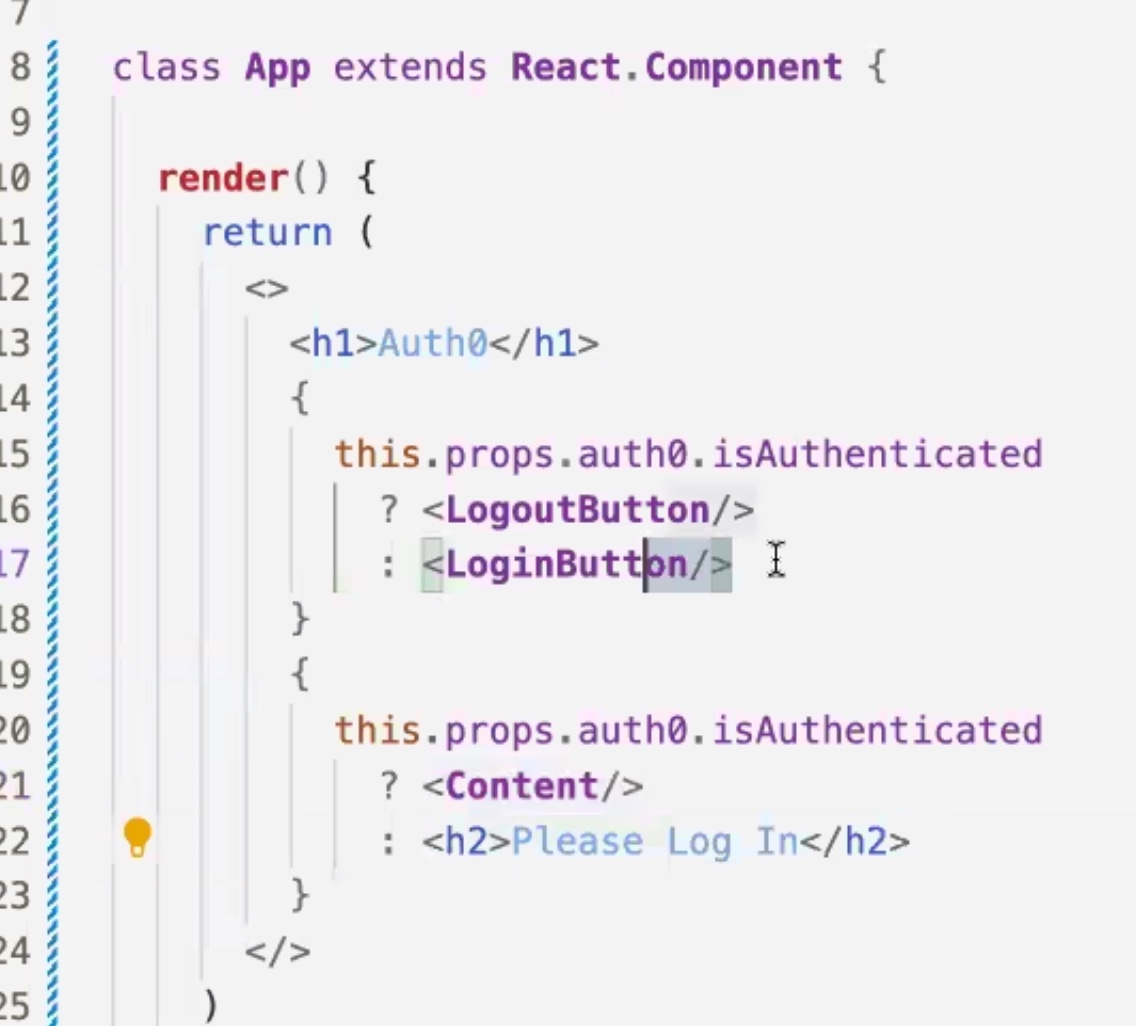 7
8 class App extends React.Component {
9
10 render() {
11 return (
12 <>
13 <h1>Auth0</h1>
14 {
15 this.props.auth0.isAuthenticated
16 ? <LogoutButton/>
17 : <LoginButton/>
18 }
19 {
20 this.props.auth0.isAuthenticated
21 ? <Content/>
22 : <h2>Please Log In</h2>
23 }
24 </>
25 )